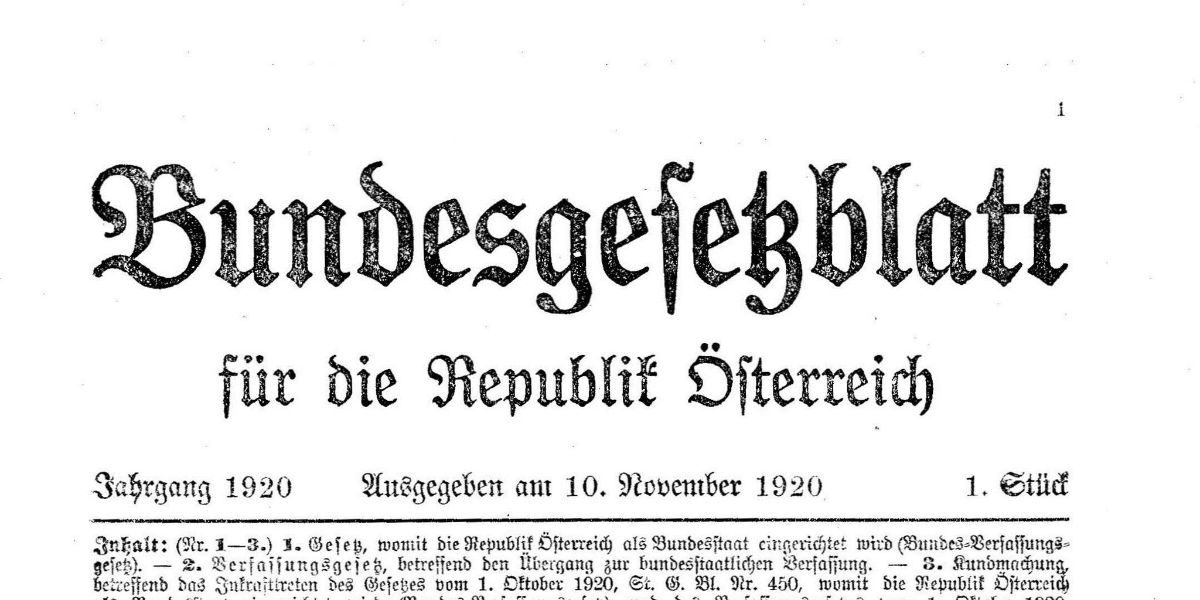 1
Bundesgesetzblatt
für die Republik Österreich
Jahrgang 1920 Ausgegeben am 10. November 1920 1. Stück
Inhalt: (Nr. 1—3.) 1. Gesetz, womit die Republik Österreich als Bundesstaat eingerichtet wird (Bundes-Verfassungs-
gesetz). — 2. Verfassungsgesetz, betreffend den Übergang zur bundesstaatlichen Verfassung. — 3. Kundmachung,
betreffend das Inkrafttreten des Gesetzes vom 1. Oktober 1920, St. G. Bl. Nr. 450, womit die Republik Österreich